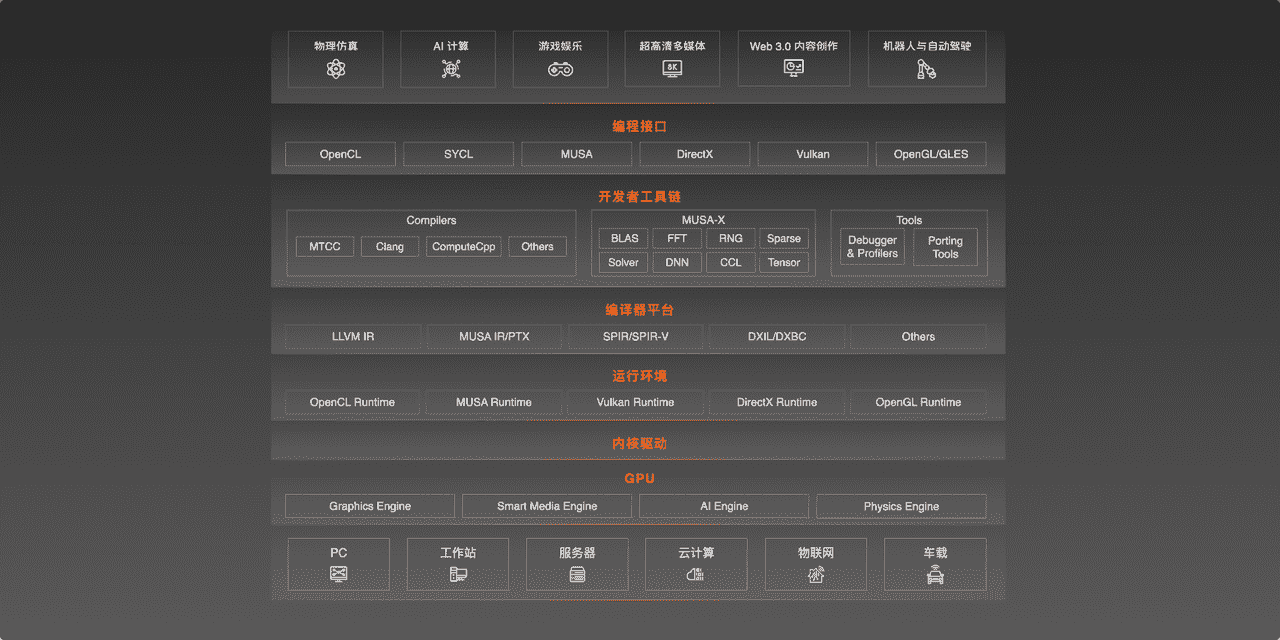 物理仿真
AI 计算
游戏娱乐
超高清多媒体
8K
Web 3.0 内容创作
机器人与自动驾驶
编程接口
OpenCL
SYCL
MUSA
DirectX
Vulkan
OpenGL/GLES
开发者工具链
Compilers
MTCC
Clang
ComputeCpp
Others
MUSA-X
BLAS
FFT
RNG
Sparse
Solver
DNN
CCL
Tensor
Tools
Debugger
& Profilers
Porting
Tools
编译器平台
LLVM IR
MUSA IR/PTX
SPIR/SPIR-V
DXIL/DXBC
Others
运行环境
OpenCL Runtime
MUSA Runtime
Vulkan Runtime
DirectX Runtime
OpenGL Runtime
内核驱动
GPU
Graphics Engine
Smart Media Engine
AI Engine
Physics Engine
PC
工作站
服务器
云计算
物联网
车载